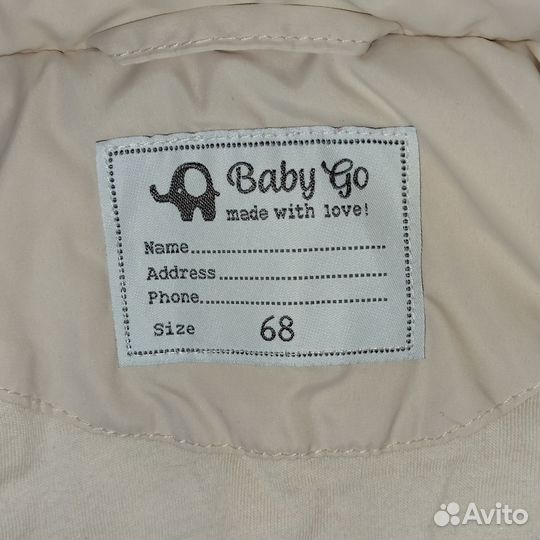 Baby Go
made with love!
Name
Address
Phone
Size 68
Avito